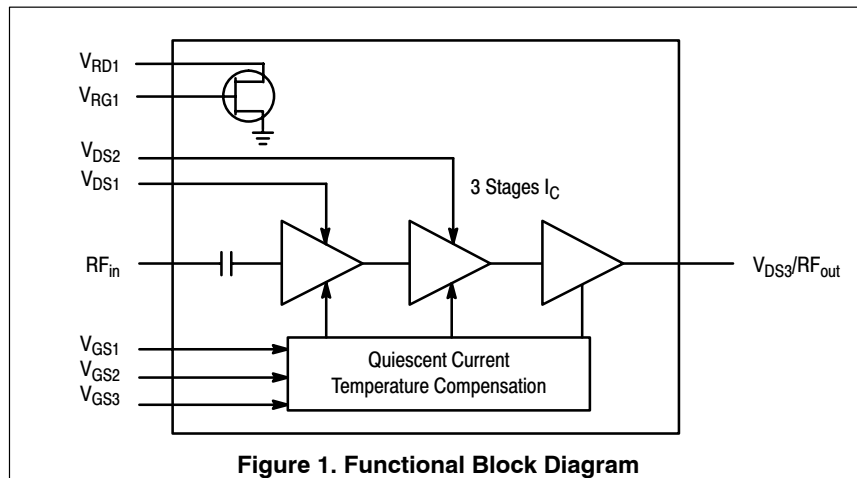 V_RD1
V_RG1
V_DS2
V_DS1
3 Stages I_C
RF_in
V_DS3/RF_out
V_GS1
V_GS2
V_GS3
Quiescent Current
Temperature Compensation
Figure 1. Functional Block Diagram